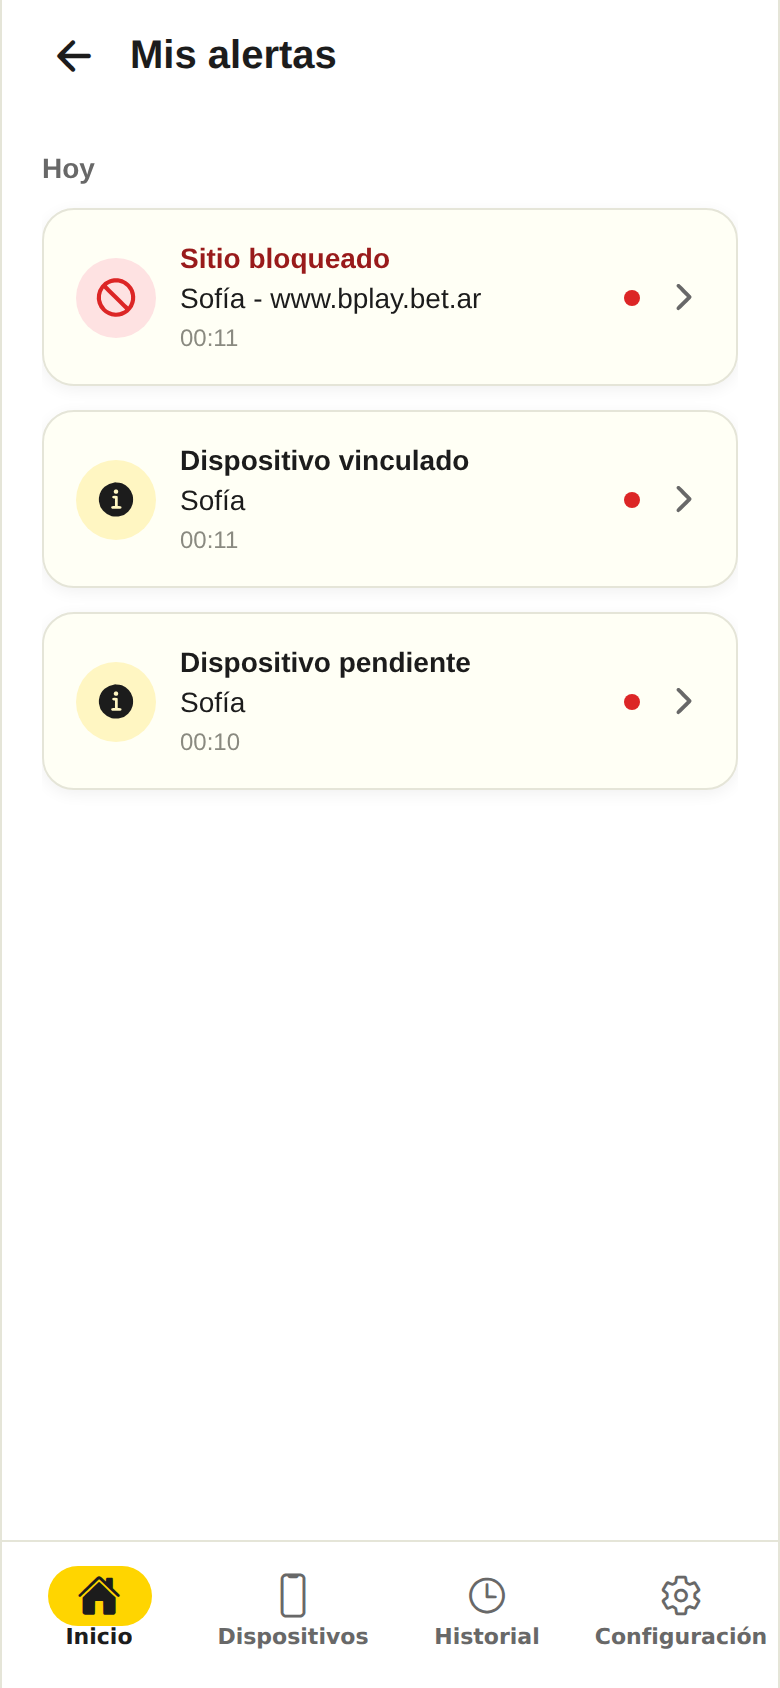 Mis alertas
Hoy
Sitio bloqueado
Sofía - www.bplay.bet.ar
00:11
Dispositivo vinculado
Sofía
00:11
Dispositivo pendiente
Sofía
00:10
Inicio
Dispositivos
Historial
Configuración